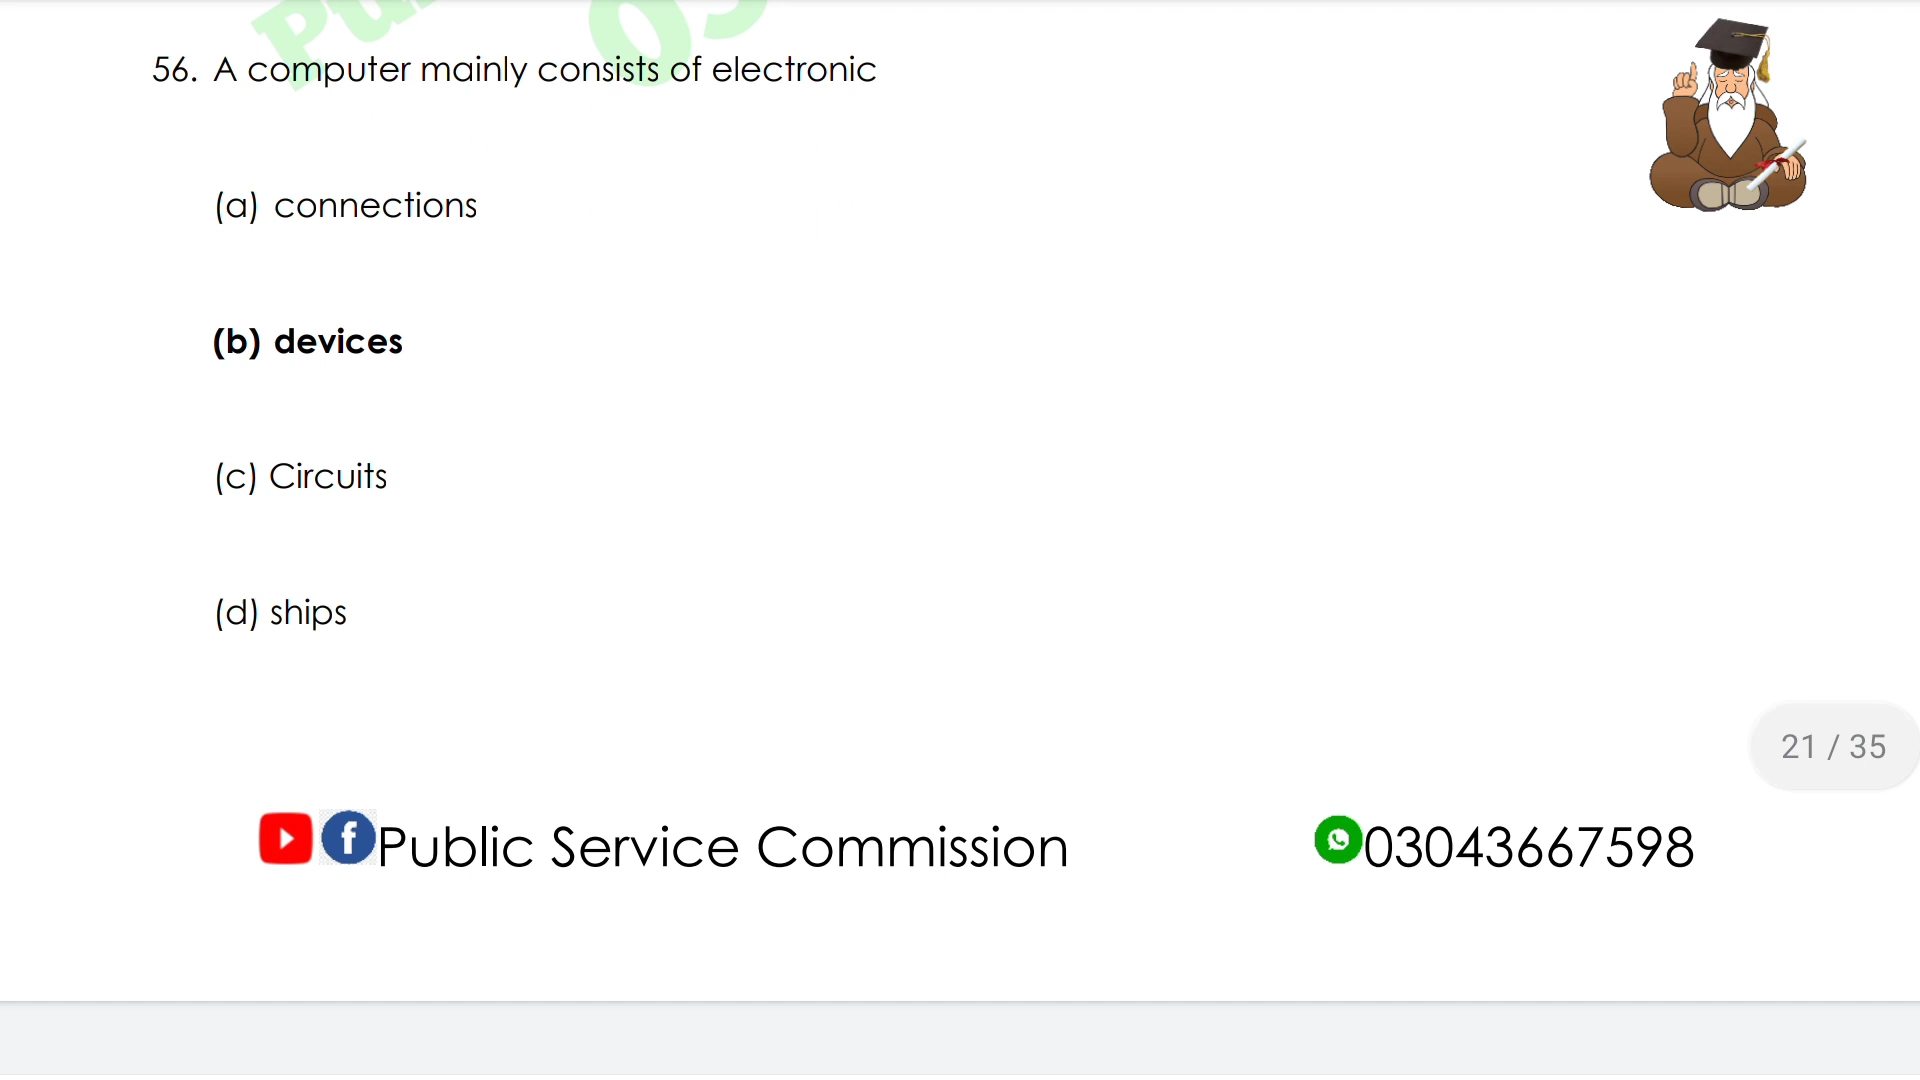 56. A computer mainly consists of electronic
(a) connections
(b) devices
(c) Circuits
(d) ships
21 / 35
Public Service Commission
03043667598